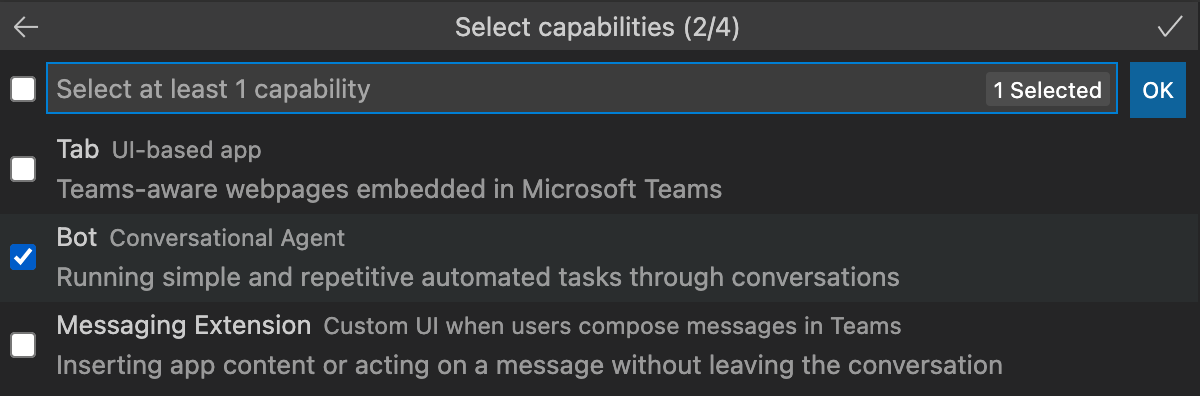 Select capabilities (2/4)
Select at least 1 capability 1 Selected OK
Tab UI-based app
Teams-aware webpages embedded in Microsoft Teams
Bot Conversational Agent
Running simple and repetitive automated tasks through conversations
Messaging Extension Custom UI when users compose messages in Teams
Inserting app content or acting on a message without leaving the conversation